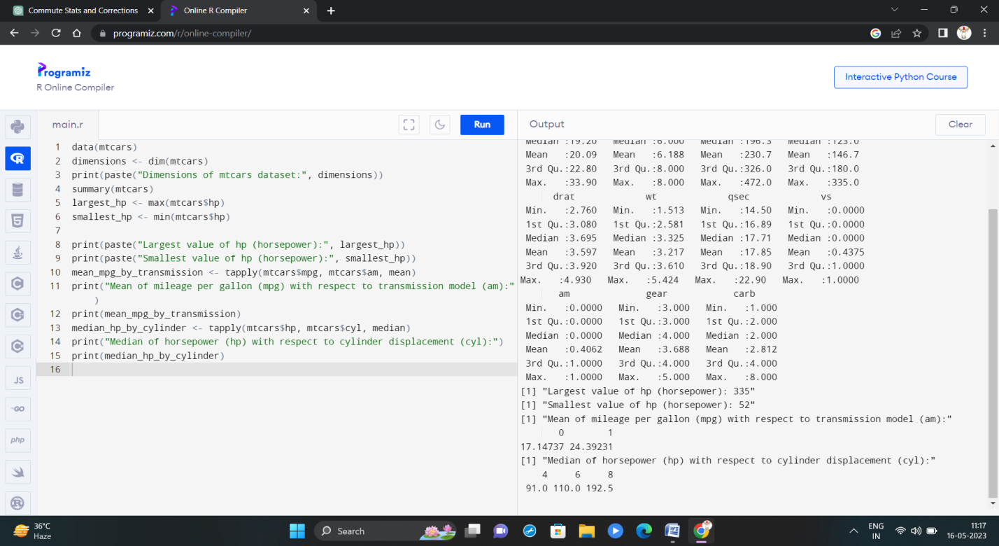 Commute Stats and Corrections
Online R Compiler
programiz.com/r/online-compiler/
Programiz
R Online Compiler
Interactive Python Course
main.r
Run
Output
Clear
1 data(mtcars)
2 dimensions <- dim(mtcars)
3 print(paste("Dimensions of mtcars dataset:", dimensions))
4 summary(mtcars)
5 largest_hp <- max(mtcars$hp)
6 smallest_hp <- min(mtcars$hp)
7
8 print(paste("Largest value of hp (horsepower):", largest_hp))
9 print(paste("Smallest value of hp (horsepower):", smallest_hp))
10 mean_mpg_by_transmission <- tapply(mtcars$mpg, mtcars$am, mean)
11 print("Mean of mileage per gallon (mpg) with respect to transmission model (am):"
)
12 print(mean_mpg_by_transmission)
13 median_hp_by_cylinder <- tapply(mtcars$hp, mtcars$cyl, median)
14 print("Median of horsepower (hp) with respect to cylinder displacement (cyl):")
15 print(median_hp_by_cylinder)
16
Median :19.20 Median :6.000 Median :196.3 Median :123.0
Mean :20.09 Mean :6.188 Mean :230.7 Mean :146.7
3rd Qu.:22.80 3rd Qu.:8.000 3rd Qu.:326.0 3rd Qu.:180.0
Max. :33.90 Max. :8.000 Max. :472.0 Max. :335.0
drat wt qsec vs
Min. :2.760 Min. :1.513 Min. :14.50 Min. :0.0000
1st Qu.:3.080 1st Qu.:2.581 1st Qu.:16.89 1st Qu.:0.0000
Median :3.695 Median :3.325 Median :17.71 Median :0.0000
Mean :3.597 Mean :3.217 Mean :17.85 Mean :0.4375
3rd Qu.:3.920 3rd Qu.:3.610 3rd Qu.:18.90 3rd Qu.:1.0000
Max. :4.930 Max. :5.424 Max. :22.90 Max. :1.0000
am gear carb
Min. :0.0000 Min. :3.000 Min. :1.000
1st Qu.:0.0000 1st Qu.:3.000 1st Qu.:2.000
Median :0.0000 Median :4.000 Median :2.000
Mean :0.4062 Mean :3.688 Mean :2.812
3rd Qu.:1.0000 3rd Qu.:4.000 3rd Qu.:4.000
Max. :1.0000 Max. :5.000 Max. :8.000
[1] "Largest value of hp (horsepower): 335"
[1] "Smallest value of hp (horsepower): 52"
[1] "Mean of mileage per gallon (mpg) with respect to transmission model (am):"
0 1
17.14737 24.39231
[1] "Median of horsepower (hp) with respect to cylinder displacement (cyl):"
4 6 8
91.0 110.0 192.5
R
5
C
C
C
JS
GO
php
R
36°C
Haze
Search
W
ENG
IN
11:17
16-05-2023